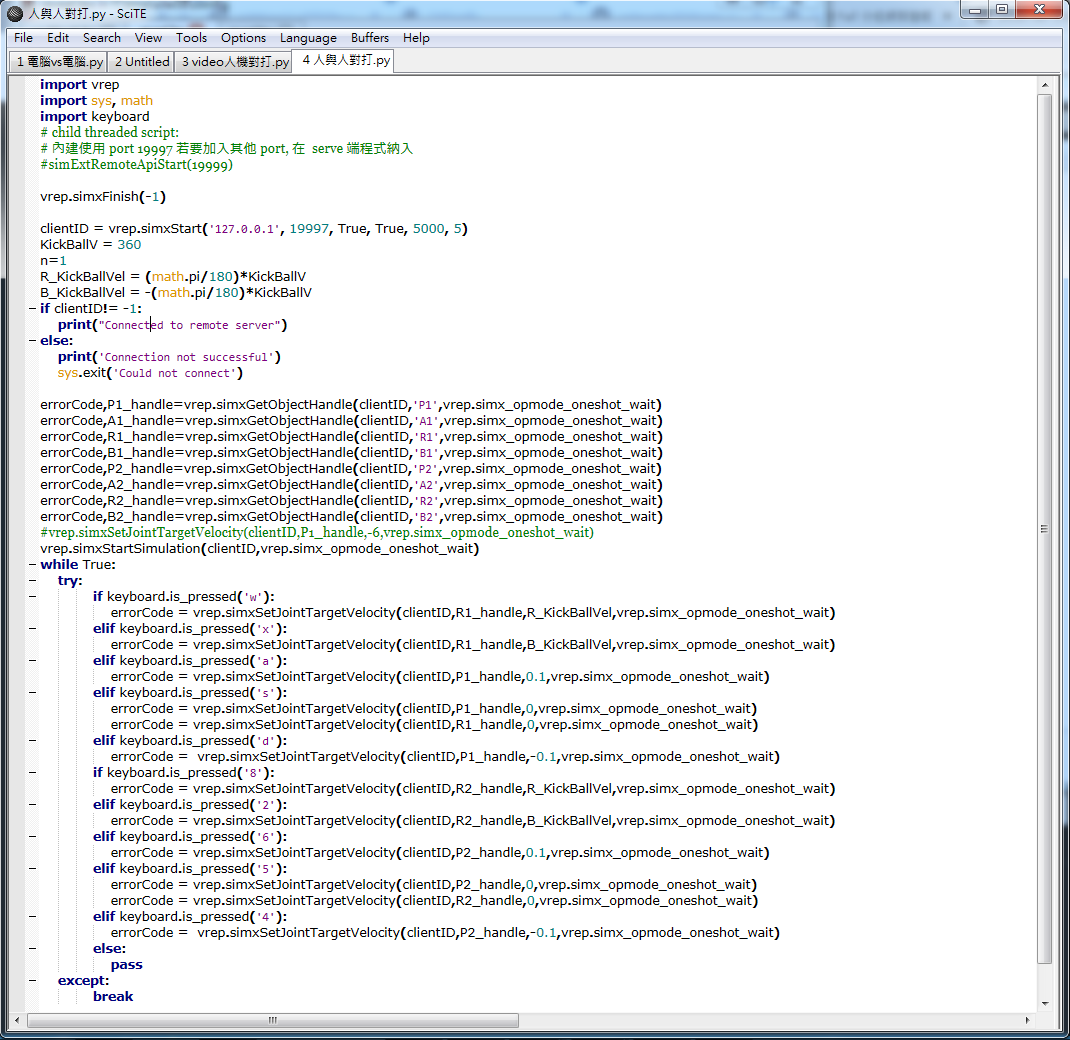 人與人對打.py - SciTE
File Edit Search View Tools Options Language Buffers Help
1 電腦vs電腦.py 2 Untitled 3 video人機對打.py 4 人與人對打.py
import vrep
import sys, math
import keyboard
# child threaded script:
# 內建使用 port 19997 若要加入其他 port, 在 serve 端程式納入
#simExtRemoteApiStart(19999)
vrep.simxFinish(-1)
clientID = vrep.simxStart('127.0.0.1', 19997, True, True, 5000, 5)
KickBallV = 360
n=1
R_KickBallVel = (math.pi/180)*KickBallV
B_KickBallVel = -(math.pi/180)*KickBallV
if clientID!= -1:
print("Connected to remote server")
else:
print('Connection not successful')
sys.exit('Could not connect')
errorCode,P1_handle=vrep.simxGetObjectHandle(clientID,'P1',vrep.simx_opmode_oneshot_wait)
errorCode,A1_handle=vrep.simxGetObjectHandle(clientID,'A1',vrep.simx_opmode_oneshot_wait)
errorCode,R1_handle=vrep.simxGetObjectHandle(clientID,'R1',vrep.simx_opmode_oneshot_wait)
errorCode,B1_handle=vrep.simxGetObjectHandle(clientID,'B1',vrep.simx_opmode_oneshot_wait)
errorCode,P2_handle=vrep.simxGetObjectHandle(clientID,'P2',vrep.simx_opmode_oneshot_wait)
errorCode,A2_handle=vrep.simxGetObjectHandle(clientID,'A2',vrep.simx_opmode_oneshot_wait)
errorCode,R2_handle=vrep.simxGetObjectHandle(clientID,'R2',vrep.simx_opmode_oneshot_wait)
errorCode,B2_handle=vrep.simxGetObjectHandle(clientID,'B2',vrep.simx_opmode_oneshot_wait)
#vrep.simxSetJointTargetVelocity(clientID,P1_handle,-6,vrep.simx_opmode_oneshot_wait)
vrep.simxStartSimulation(clientID,vrep.simx_opmode_oneshot_wait)
while True:
try:
if keyboard.is_pressed('w'):
errorCode = vrep.simxSetJointTargetVelocity(clientID,R1_handle,R_KickBallVel,vrep.simx_opmode_oneshot_wait)
elif keyboard.is_pressed('x'):
errorCode = vrep.simxSetJointTargetVelocity(clientID,R1_handle,B_KickBallVel,vrep.simx_opmode_oneshot_wait)
elif keyboard.is_pressed('a'):
errorCode = vrep.simxSetJointTargetVelocity(clientID,P1_handle,0.1,vrep.simx_opmode_oneshot_wait)
elif keyboard.is_pressed('s'):
errorCode = vrep.simxSetJointTargetVelocity(clientID,P1_handle,0,vrep.simx_opmode_oneshot_wait)
errorCode = vrep.simxSetJointTargetVelocity(clientID,R1_handle,0,vrep.simx_opmode_oneshot_wait)
elif keyboard.is_pressed('d'):
errorCode =  vrep.simxSetJointTargetVelocity(clientID,P1_handle,-0.1,vrep.simx_opmode_oneshot_wait)
if keyboard.is_pressed('8'):
errorCode = vrep.simxSetJointTargetVelocity(clientID,R2_handle,R_KickBallVel,vrep.simx_opmode_oneshot_wait)
elif keyboard.is_pressed('2'):
errorCode = vrep.simxSetJointTargetVelocity(clientID,R2_handle,B_KickBallVel,vrep.simx_opmode_oneshot_wait)
elif keyboard.is_pressed('6'):
errorCode = vrep.simxSetJointTargetVelocity(clientID,P2_handle,0.1,vrep.simx_opmode_oneshot_wait)
elif keyboard.is_pressed('5'):
errorCode = vrep.simxSetJointTargetVelocity(clientID,P2_handle,0,vrep.simx_opmode_oneshot_wait)
errorCode = vrep.simxSetJointTargetVelocity(clientID,R2_handle,0,vrep.simx_opmode_oneshot_wait)
elif keyboard.is_pressed('4'):
errorCode =  vrep.simxSetJointTargetVelocity(clientID,P2_handle,-0.1,vrep.simx_opmode_oneshot_wait)
else:
pass
except:
break